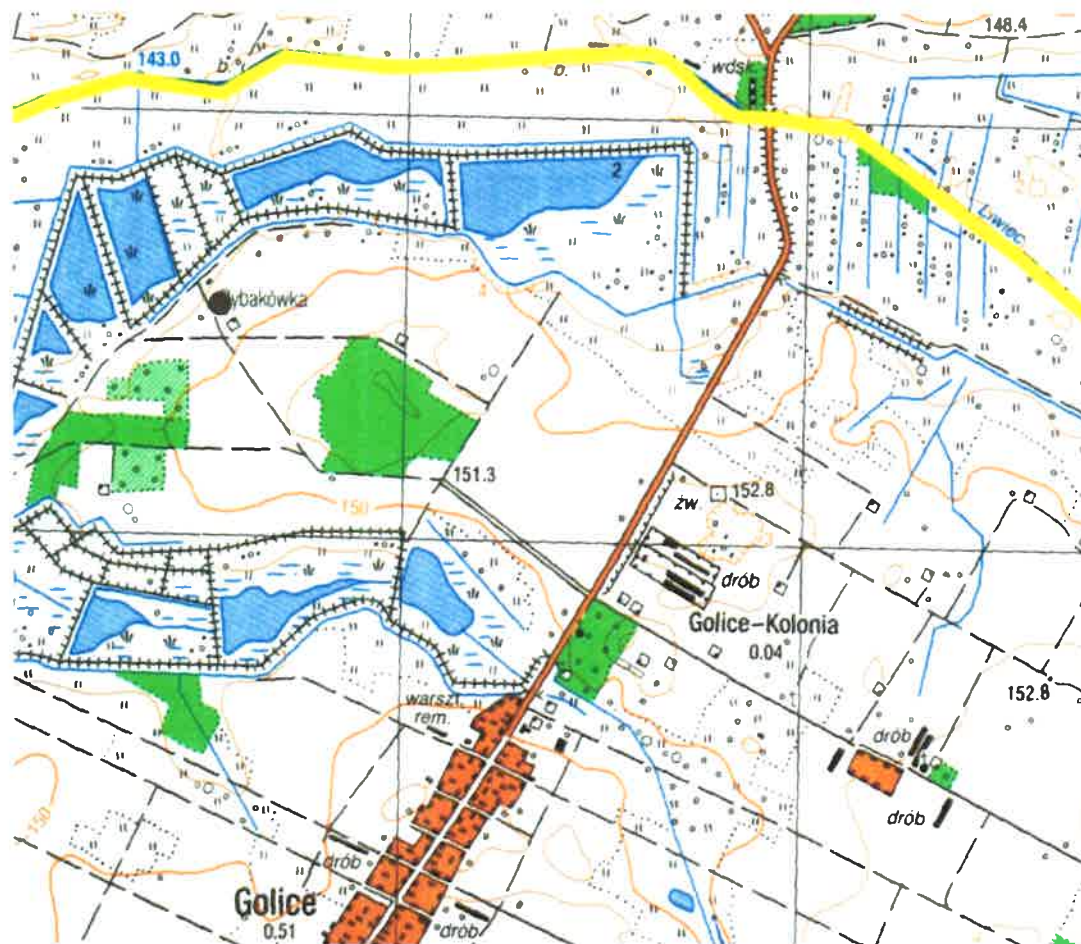 148.4
143.0
b.
b.
wdsk.
2
Liwiec
ybakówka
151.3
150
żw.
152.8
drób
Golice–Kolonia
0.04
152.8
warszt.
rem.
drób
drób
150
drób
Golice
0.51
drób